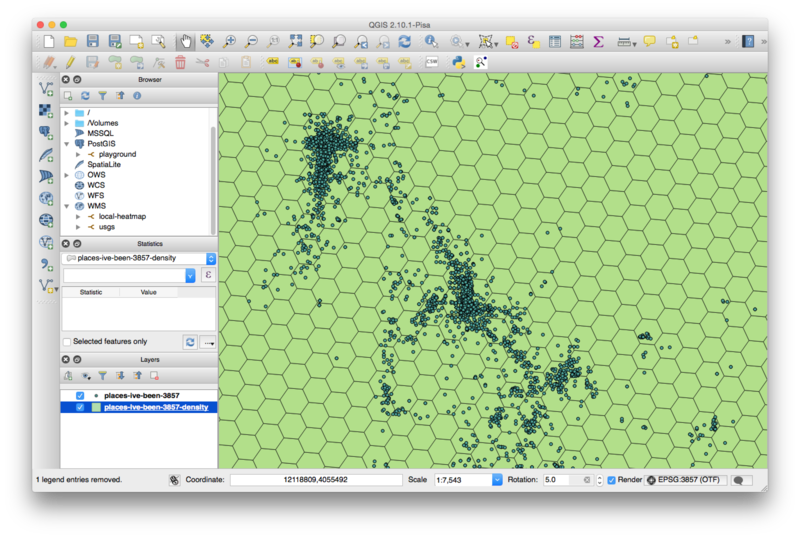 QGIS 2.10.1-Pisa
CSW
Browser
/
/Volumes
MSSQL
PostGIS
playground
SpatiaLite
OWS
WCS
WFS
WMS
local-heatmap
usgs
Statistics
places-ive-been-3857-density
ε
Statistic Value
Selected features only
...
Layers
places-ive-been-3857
places-ive-been-3857-density
1 legend entries removed.
Coordinate: 12118809,4055492 Scale 1:7,543 Rotation: 5.0 Render EPSG:3857 (OTF)